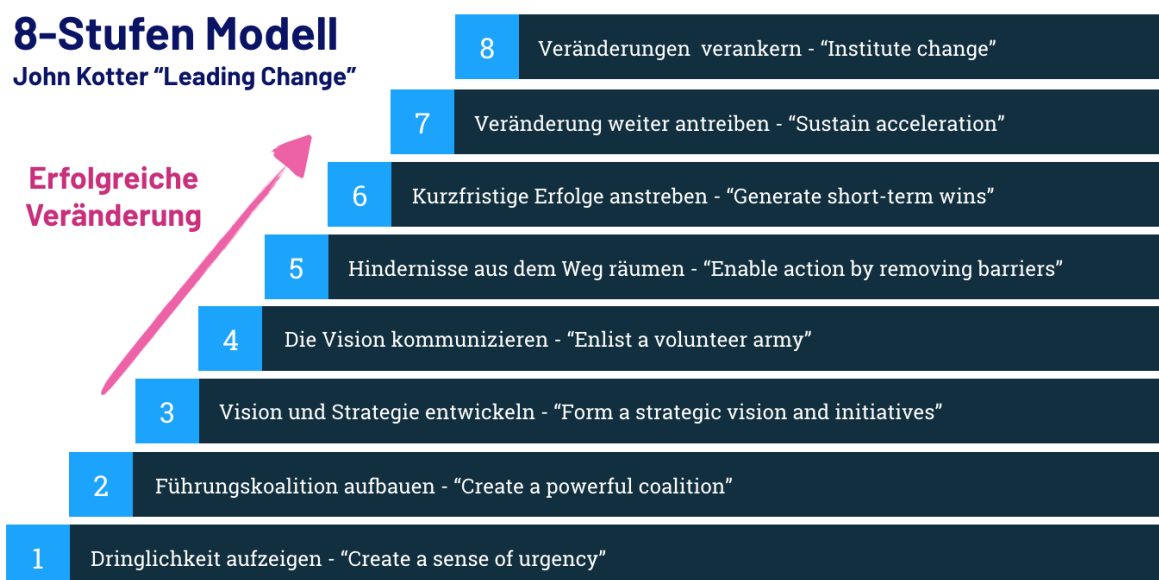 8-Stufen Modell
John Kotter “Leading Change”
Erfolgreiche
Veränderung
8 Veränderungen verankern - “Institute change”
7 Veränderung weiter antreiben - “Sustain acceleration”
6 Kurzfristige Erfolge anstreben - “Generate short-term wins”
5 Hindernisse aus dem Weg räumen - “Enable action by removing barriers”
4 Die Vision kommunizieren - “Enlist a volunteer army”
3 Vision und Strategie entwickeln - “Form a strategic vision and initiatives”
2 Führungskoalition aufbauen - “Create a powerful coalition”
1 Dringlichkeit aufzeigen - “Create a sense of urgency”